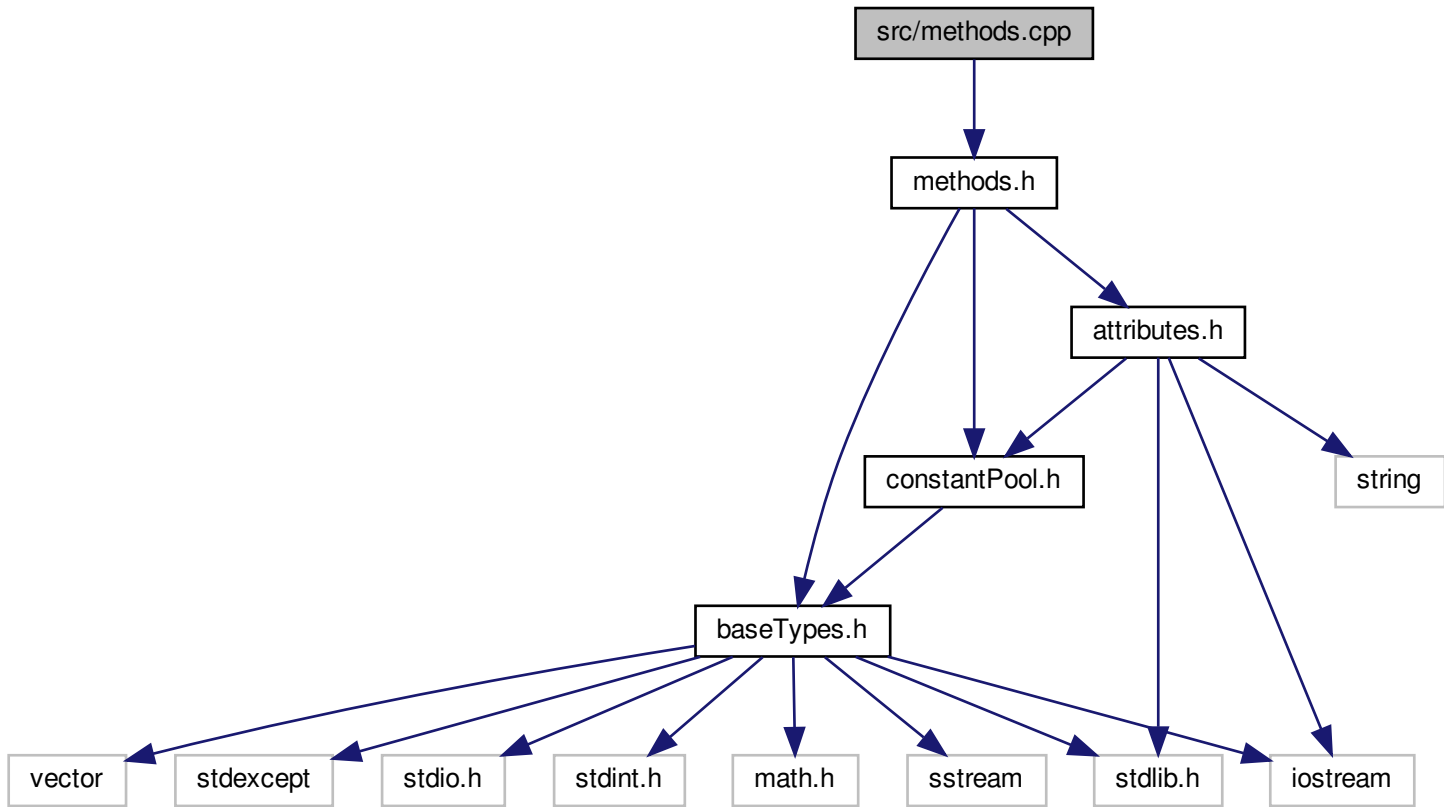 src/methods.cpp
methods.h
attributes.h
constantPool.h
string
baseTypes.h
vector
stdexcept
stdio.h
stdint.h
math.h
sstream
stdlib.h
iostream